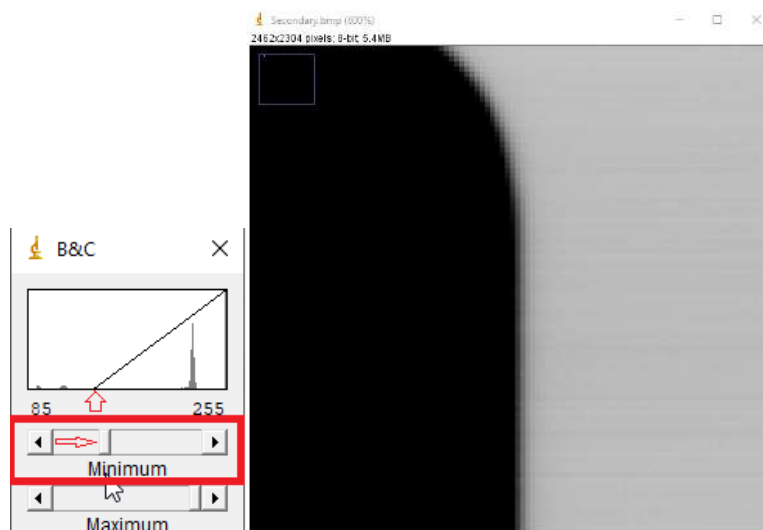 Secondary.bmp (600%)
2462x2304 pixels; 8-bit; 5.4MB
B&C
85 255
Minimum
Maximum